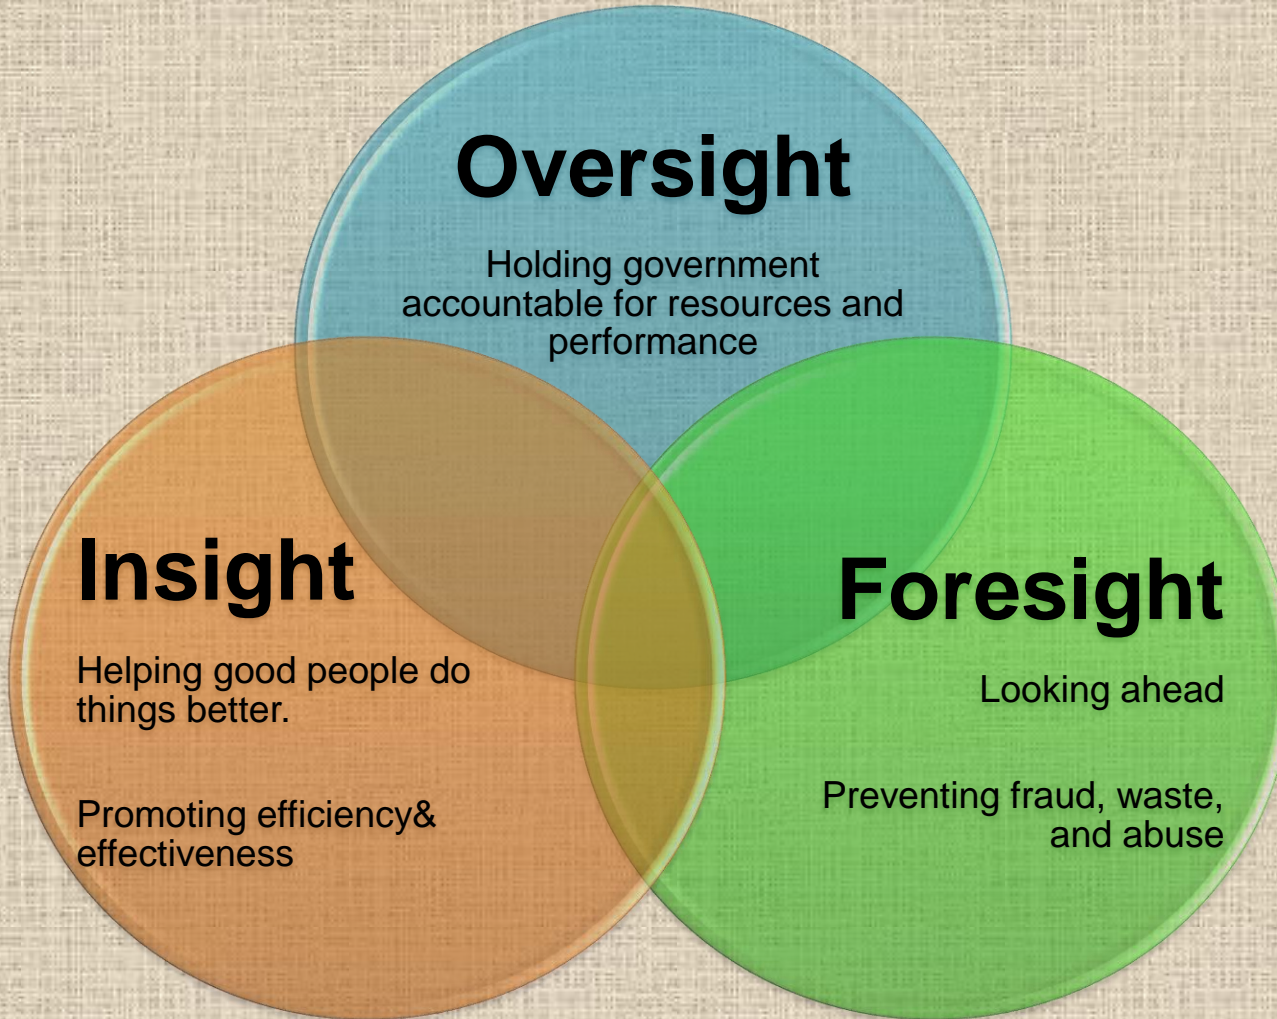 Oversight
Holding government
accountable for resources and
performance
Insight
Helping good people do
things better.
Promoting efficiency&
effectiveness
Foresight
Looking ahead
Preventing fraud, waste,
and abuse